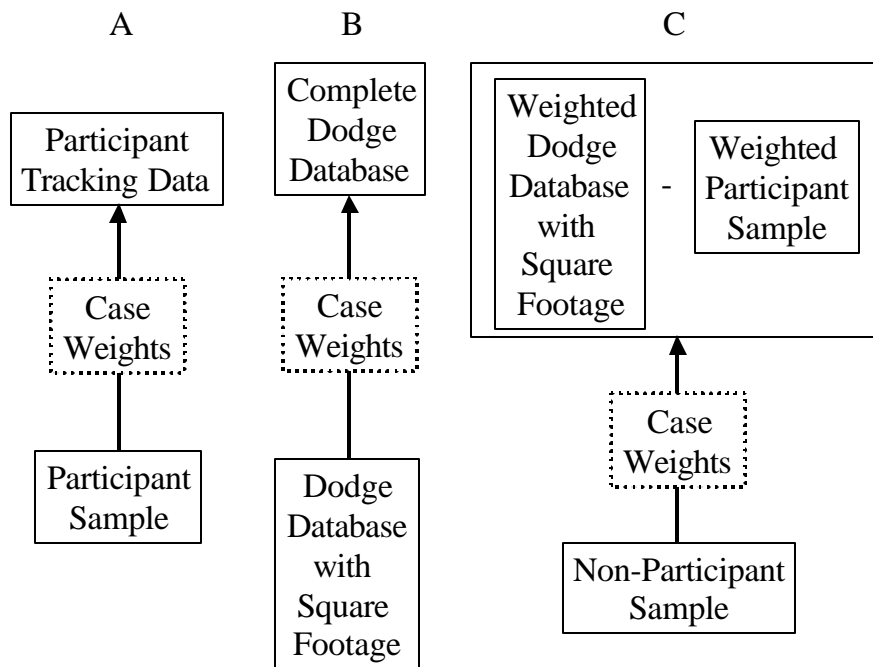 A
Participant
Tracking Data
Case
Weights
Participant
Sample
B
Complete
Dodge
Database
Case
Weights
Dodge
Database
with
Square
Footage
C
Weighted
Dodge
Database
with
Square
Footage
-
Weighted
Participant
Sample
Case
Weights
Non-Participant
Sample